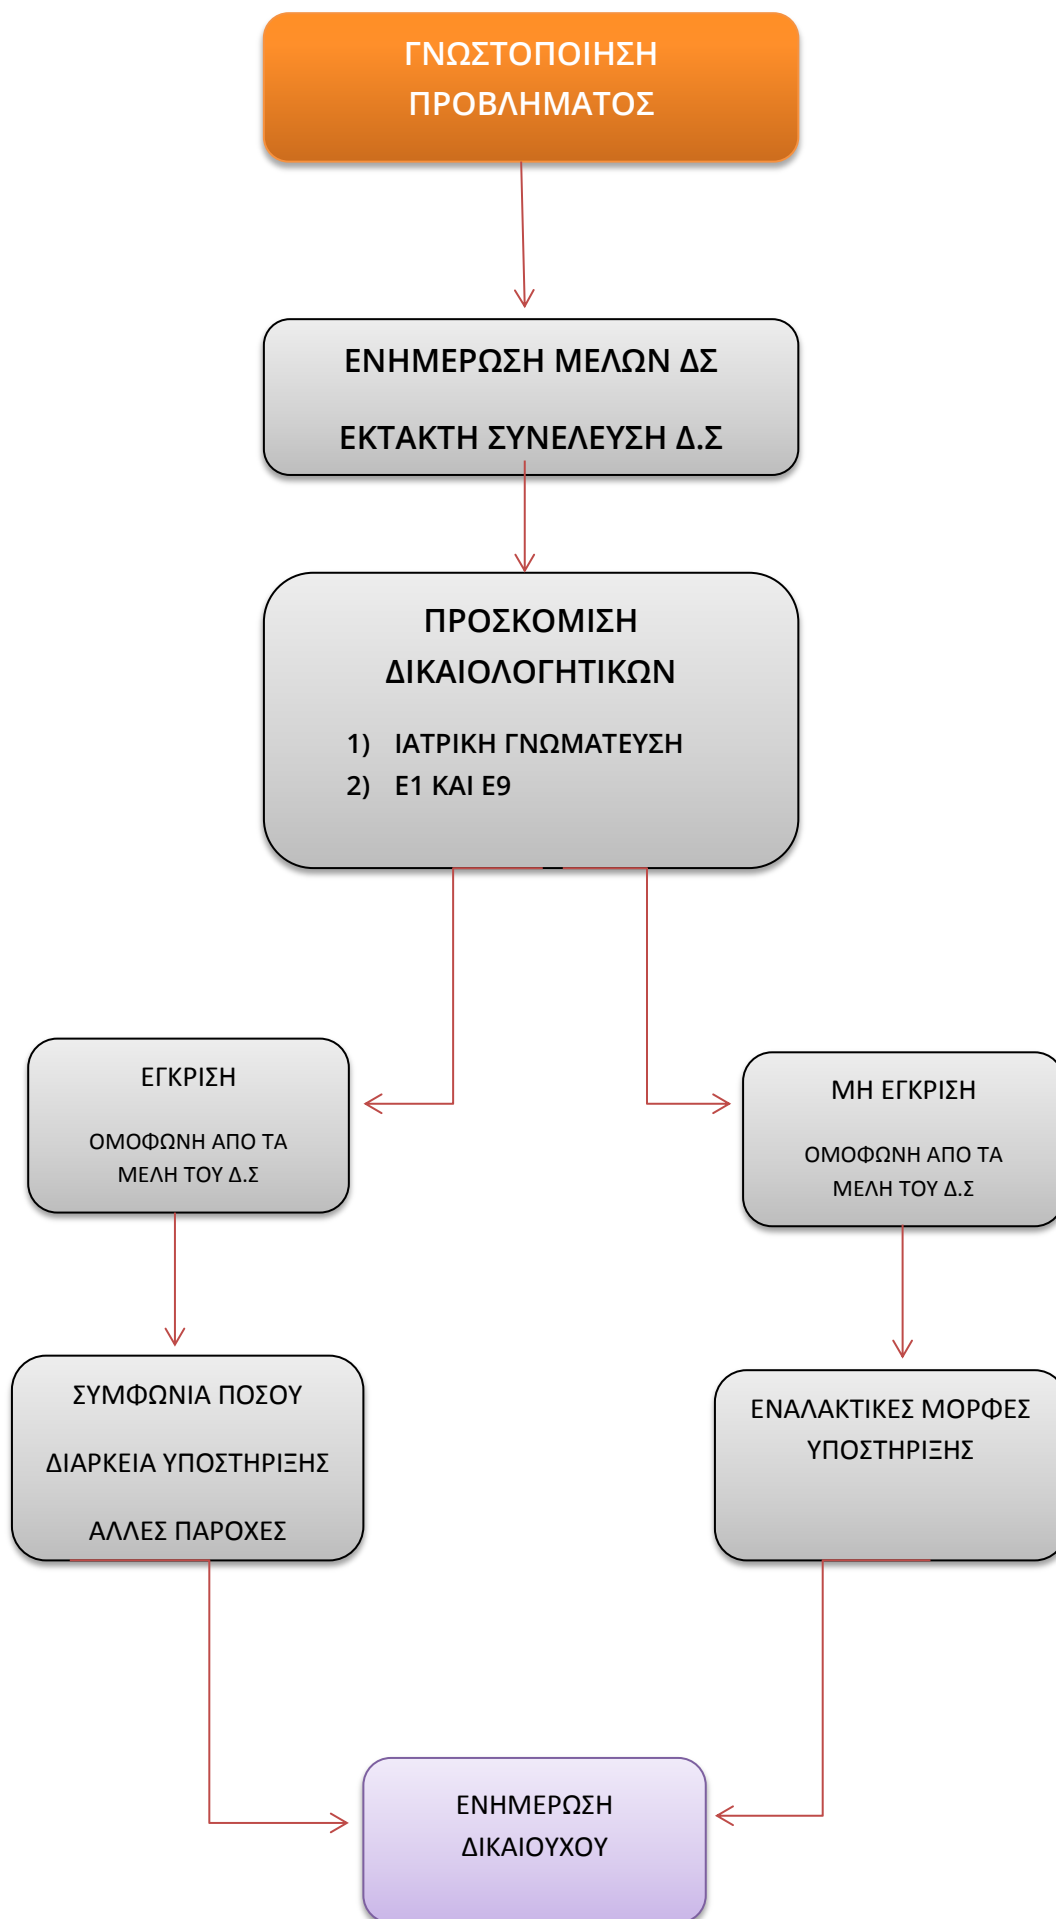 ΓΝΩΣΤΟΠΟΙΗΣΗ
ΠΡΟΒΛΗΜΑΤΟΣ
ΕΝΗΜΕΡΩΣΗ ΜΕΛΩΝ ΔΣ
ΕΚΤΑΚΤΗ ΣΥΝΕΛΕΥΣΗ Δ.Σ
ΠΡΟΣΚΟΜΙΣΗ
ΔΙΚΑΙΟΛΟΓΗΤΙΚΩΝ
1) ΙΑΤΡΙΚΗ ΓΝΩΜΑΤΕΥΣΗ
2) Ε1 ΚΑΙ Ε9
ΕΓΚΡΙΣΗ
ΟΜΟΦΩΝΗ ΑΠΟ ΤΑ
ΜΕΛΗ ΤΟΥ Δ.Σ
ΜΗ ΕΓΚΡΙΣΗ
ΟΜΟΦΩΝΗ ΑΠΟ ΤΑ
ΜΕΛΗ ΤΟΥ Δ.Σ
ΣΥΜΦΩΝΙΑ ΠΟΣΟΥ
ΔΙΑΡΚΕΙΑ ΥΠΟΣΤΗΡΙΞΗΣ
ΑΛΛΕΣ ΠΑΡΟΧΕΣ
ΕΝΑΛΑΚΤΙΚΕΣ ΜΟΡΦΕΣ
ΥΠΟΣΤΗΡΙΞΗΣ
ΕΝΗΜΕΡΩΣΗ
ΔΙΚΑΙΟΥΧΟΥ